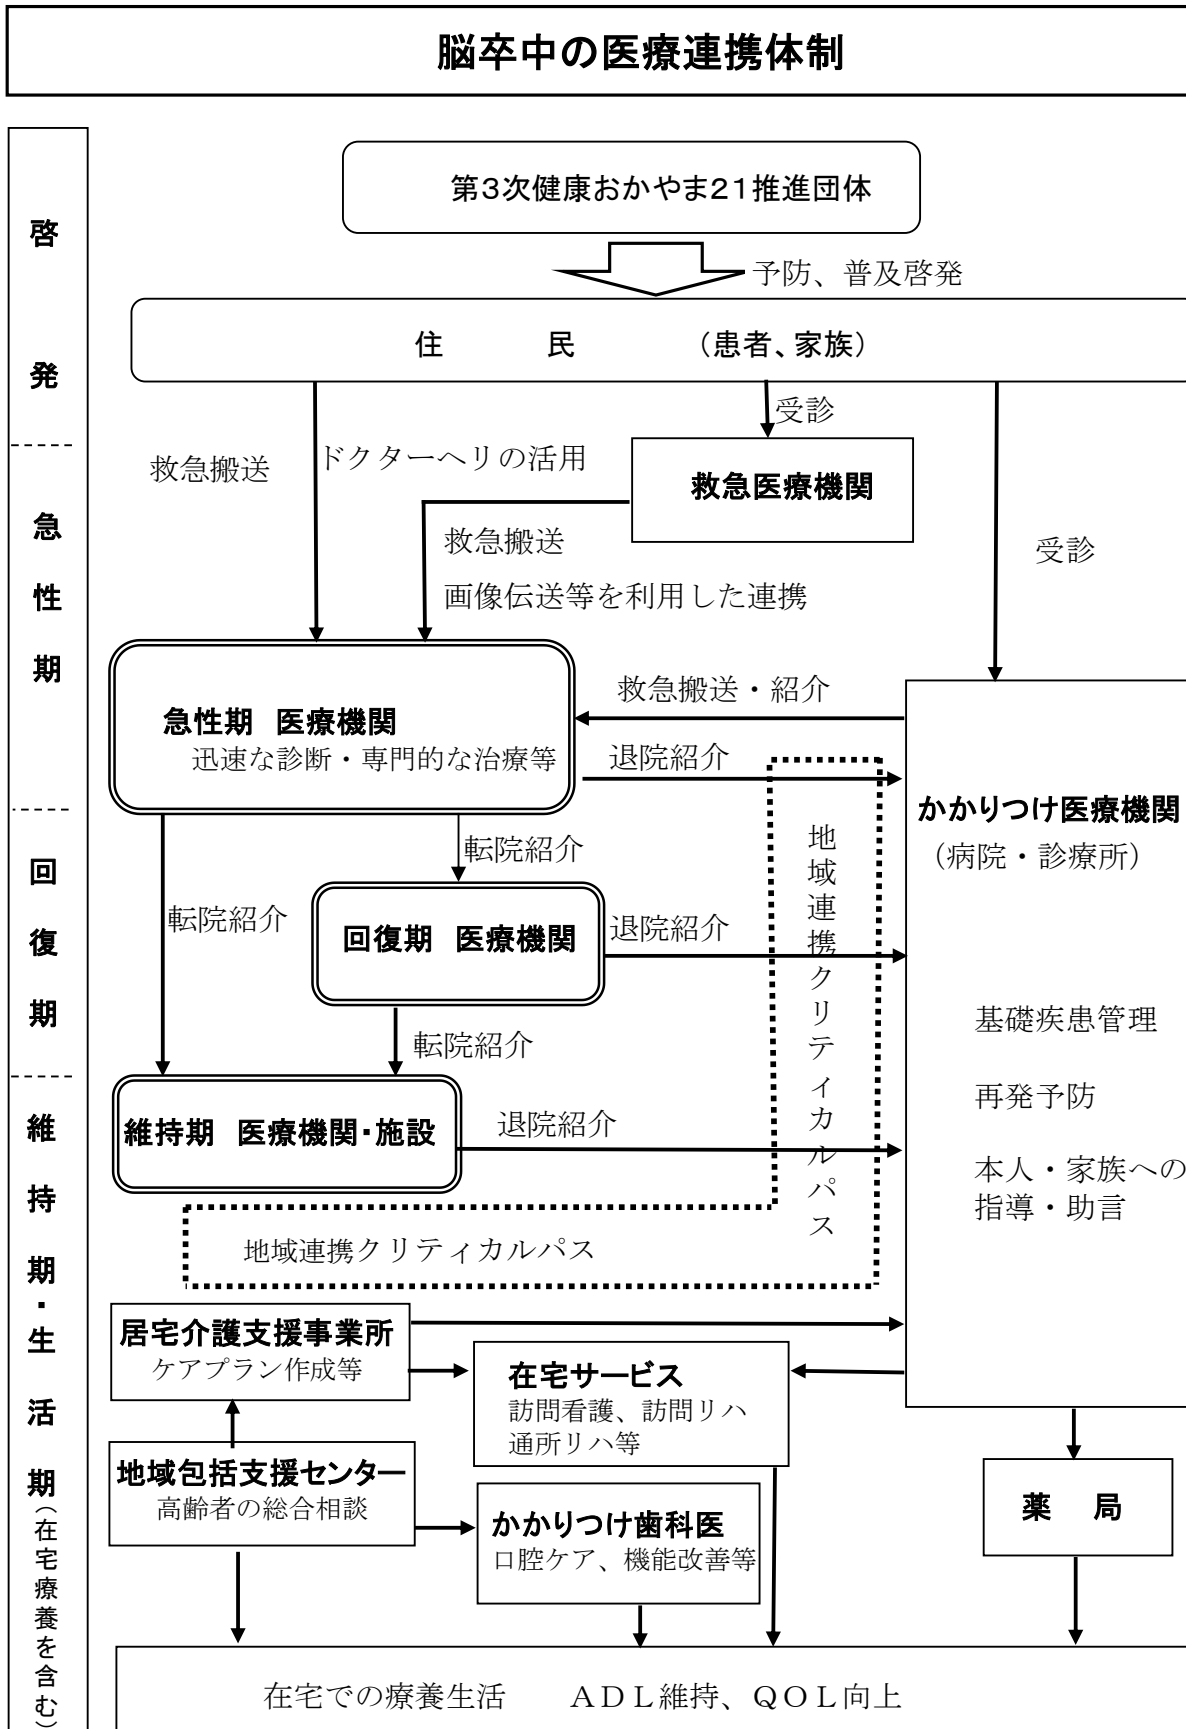 脳卒中の医療連携体制
啓発
第３次健康おかやま２１推進団体
予防、普及啓発
住　民　（患者、家族）
受診
救急搬送
ドクターヘリの活用
救急医療機関
急性期
救急搬送
画像伝送等を利用した連携
受診
急性期　医療機関
迅速な診断・専門的な治療等
救急搬送・紹介
退院紹介
かかりつけ医療機関
（病院・診療所）
基礎疾患管理
再発予防
本人・家族への
指導・助言
地域連携クリティカルパス
回復期
転院紹介
転院紹介
回復期　医療機関
退院紹介
転院紹介
維持期・生活期（在宅療養を含む）
維持期　医療機関・施設
退院紹介
地域連携クリティカルパス
居宅介護支援事業所
ケアプラン作成等
在宅サービス
訪問看護、訪問リハ
通所リハ等
地域包括支援センター
高齢者の総合相談
かかりつけ歯科医
口腔ケア、機能改善等
薬　局
在宅での療養生活　　ＡＤＬ維持、ＱＯＬ向上